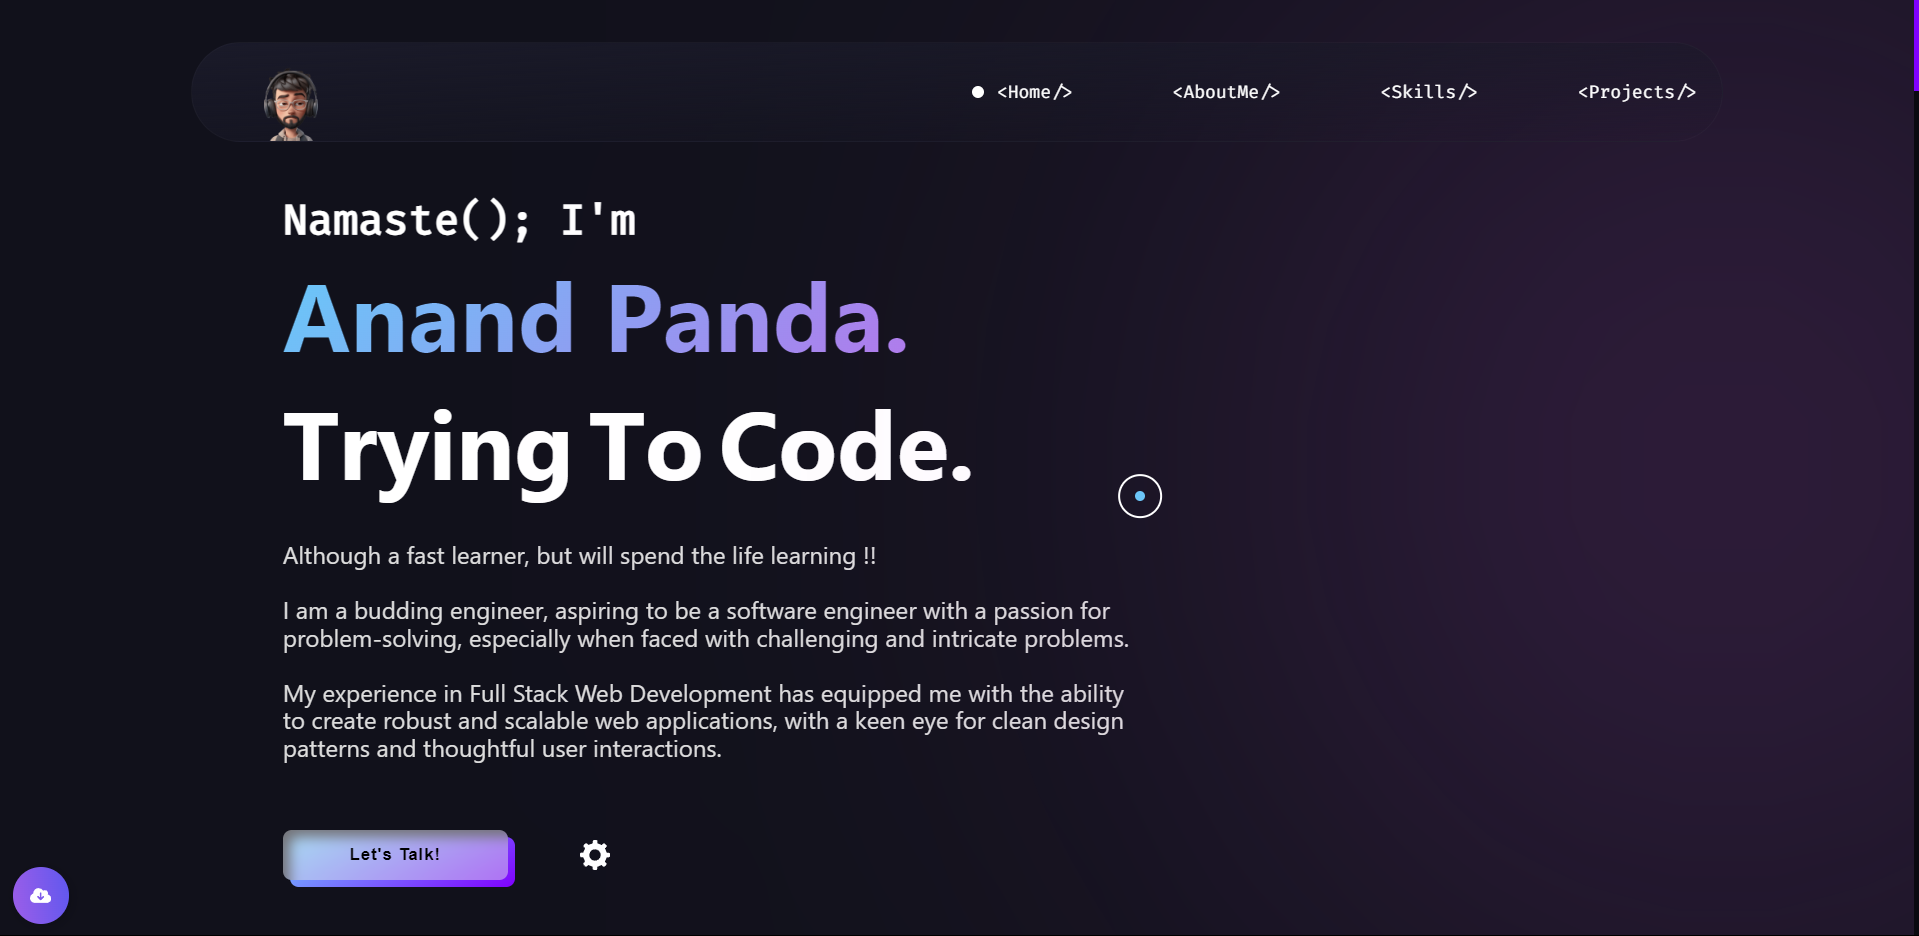 <Home/>
<AboutMe/>
<Skills/>
<Projects/>
Namaste(); I'm
Anand Panda.
Trying To Code.
Although a fast learner, but will spend the life learning !!
I am a budding engineer, aspiring to be a software engineer with a passion for
problem-solving, especially when faced with challenging and intricate problems.
My experience in Full Stack Web Development has equipped me with the ability
to create robust and scalable web applications, with a keen eye for clean design
patterns and thoughtful user interactions.
Let's Talk!